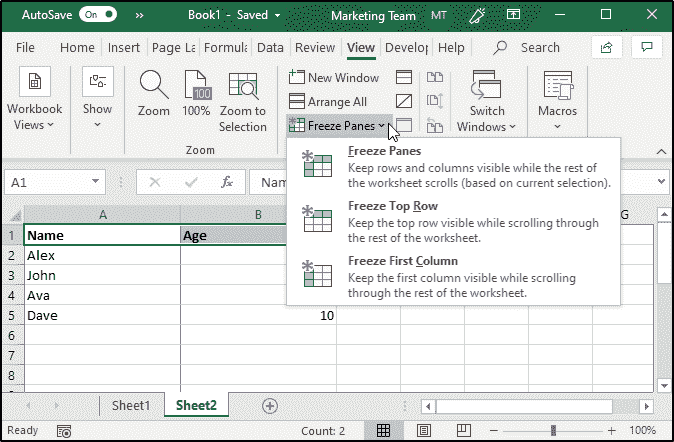 AutoSave On Book1 - Saved Marketing Team MT
File Home Insert Page La Formulas Data Review View Develop Help Search
Workbook Views
Show
Zoom
100%
Zoom to Selection
Zoom
New Window
Arrange All
Freeze Panes
Switch Windows
Macros
Freeze Panes
Keep rows and columns visible while the rest of
the worksheet scrolls (based on current selection).
Freeze Top Row
Keep the top row visible while scrolling through
the rest of the worksheet.
Freeze First Column
Keep the first column visible while scrolling
through the rest of the worksheet.
A1 fx Nam
A B G
1 Name Age
2 Alex
3 John
4 Ava
5 Dave 10
6
7
8
Sheet1 Sheet2
Ready Count: 2 100%